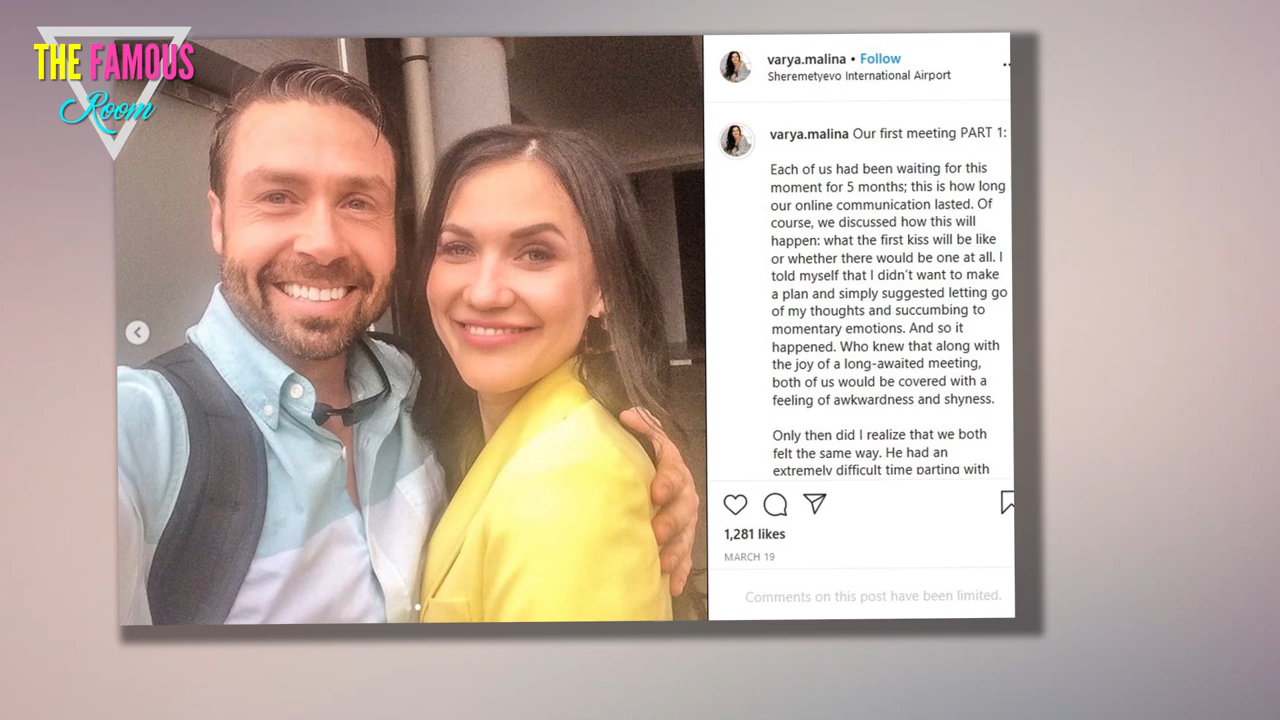 THE FAMOUS
Room
varya.malina • Follow
Sheremetyevo International Airport
varya.malina Our first meeting PART 1:
Each of us had been waiting for this
moment for 5 months; this is how long
our online communication lasted. Of
course, we discussed how this will
happen: what the first kiss will be like
or whether there would be one at all. I
told myself that I didn't want to make
a plan and simply suggested letting go
of my thoughts and succumbing to
momentary emotions. And so it
happened. Who knew that along with
the joy of a long-awaited meeting,
both of us would be covered with a
feeling of awkwardness and shyness.
Only then did I realize that we both
felt the same way. He had an
extremely difficult time parting with
1,281 likes
MARCH 19
Comments on this post have been limited.